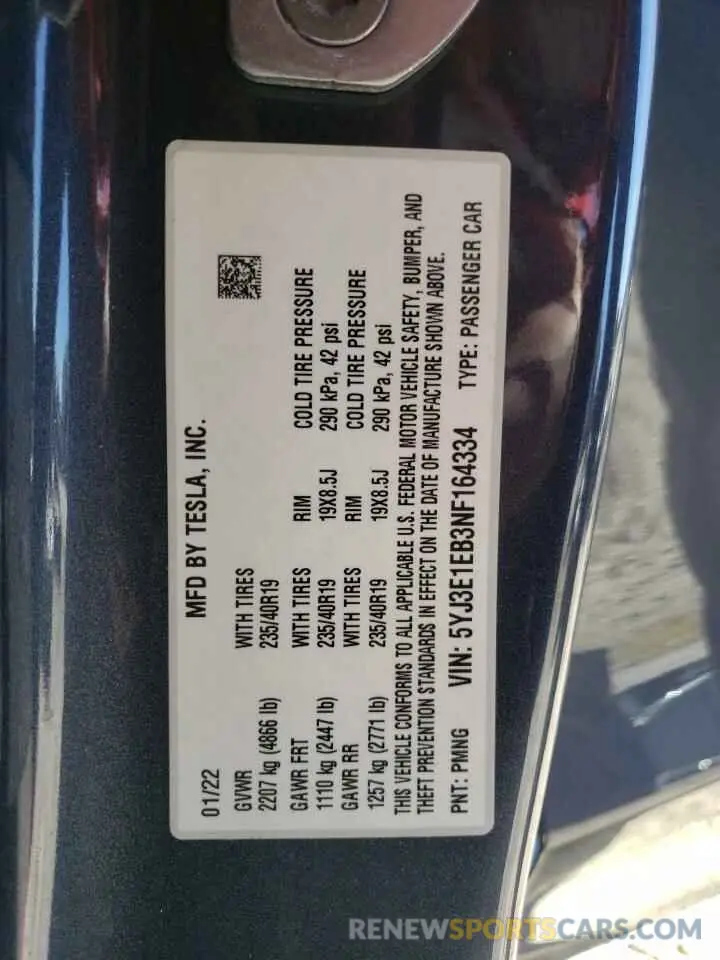 MFD BY TESLA, INC.
01/22
GVWR WITH TIRES
2207 kg (4866 lb) 235/40R19
GAWR FRT WITH TIRES RIM COLD TIRE PRESSURE
1110 kg (2447 lb) 235/40R19 19X8.5J 290 kPa, 42 psi
GAWR RR WITH TIRES RIM COLD TIRE PRESSURE
1257 kg (2771 lb) 235/40R19 19X8.5J 290 kPa, 42 psi
THIS VEHICLE CONFORMS TO ALL APPLICABLE U.S. FEDERAL MOTOR VEHICLE SAFETY, BUMPER, AND
THEFT PREVENTION STANDARDS IN EFFECT ON THE DATE OF MANUFACTURE SHOWN ABOVE.
PNT: PMNG VIN: 5YJ3E1EB3NF164334 TYPE: PASSENGER CAR
RENEWSPORTSCARS.COM